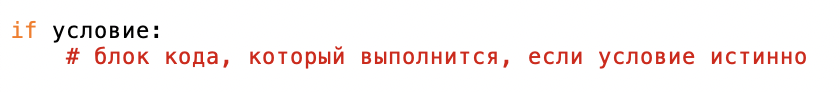 if условие:
    # блок кода, который выполнится, если условие истинно